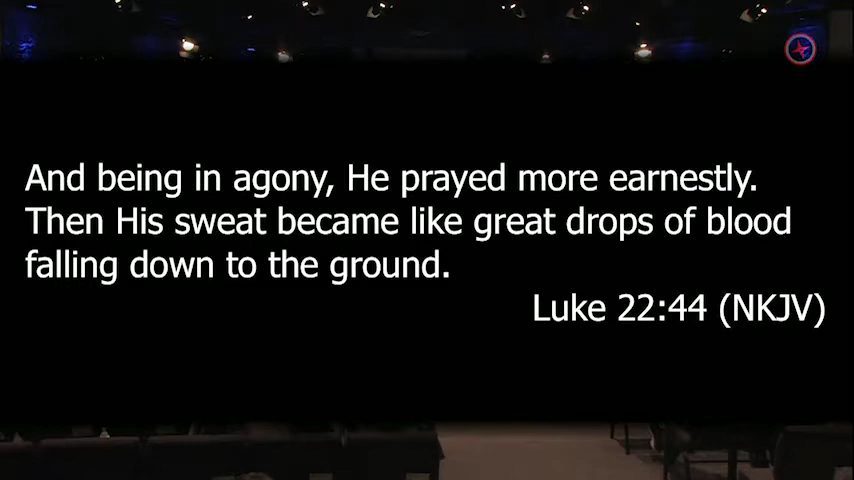 And being in agony, He prayed more earnestly.
Then His sweat became like great drops of blood
falling down to the ground.
Luke 22:44 (NKJV)